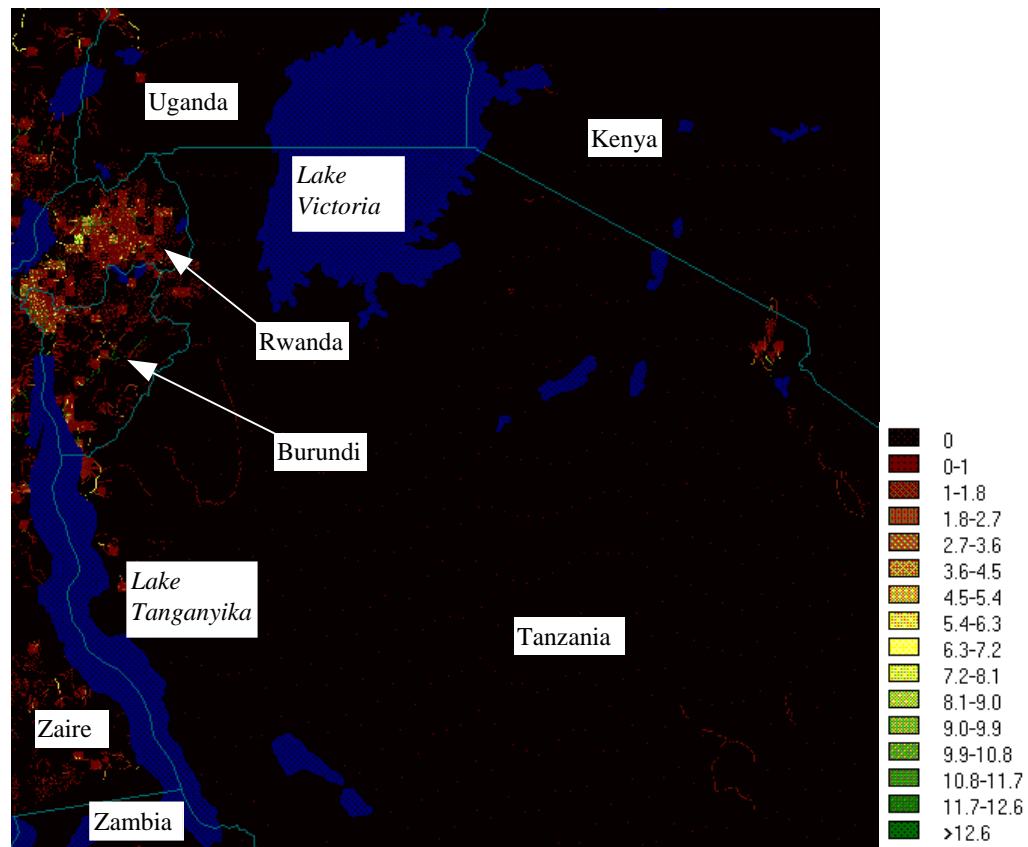 Uganda
Kenya
Lake
Victoria
Rwanda
Burundi
Lake
Tanganyika
Tanzania
Zaire
Zambia
0
0-1
1-1.8
1.8-2.7
2.7-3.6
3.6-4.5
4.5-5.4
5.4-6.3
6.3-7.2
7.2-8.1
8.1-9.0
9.0-9.9
9.9-10.8
10.8-11.7
11.7-12.6
>12.6